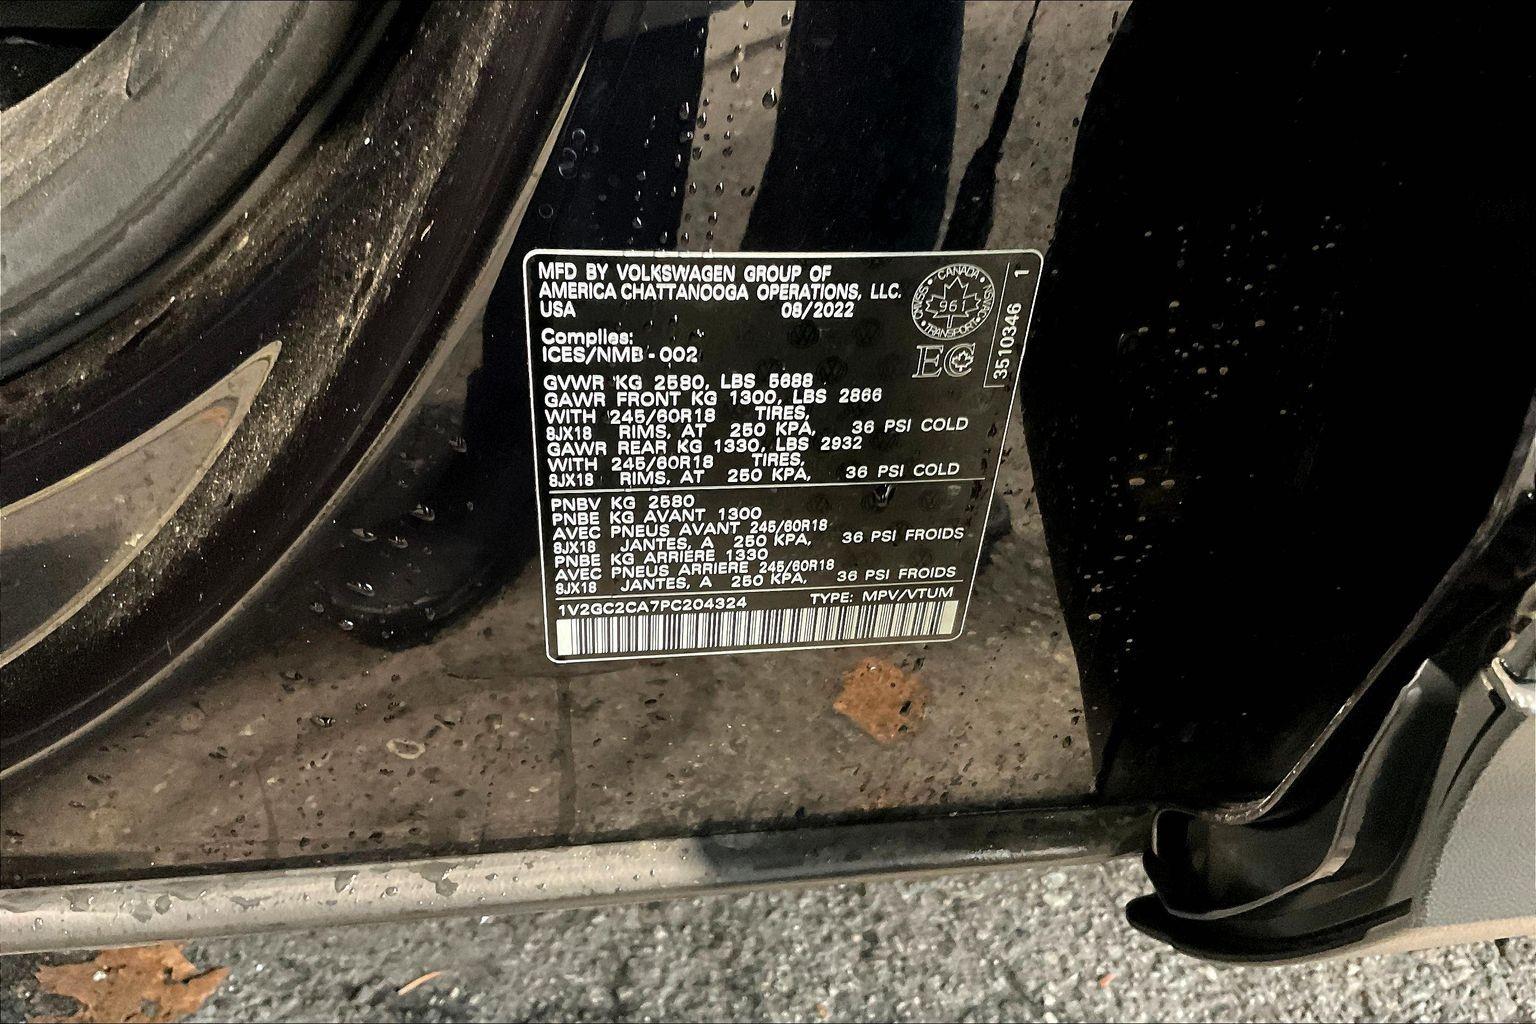 MFD BY VOLKSWAGEN GROUP OF
AMERICA CHATTANOOGA OPERATIONS, LLC.
USA 08/2022
Complies:
ICES/NMB-002
CANADA
CMVSS 961 NSVAC
TRANSPORT
EC
3510346 1
GVWR KG 2580, LBS 5688
GAWR FRONT KG 1300, LBS 2866
WITH 245/60R18 TIRES,
8JX18 RIMS, AT 250 KPA, 36 PSI COLD
GAWR REAR KG 1330, LBS 2932
WITH 245/60R18 TIRES,
8JX18 RIMS, AT 250 KPA, 36 PSI COLD
PNBV KG 2580
PNBE KG AVANT 1300
AVEC PNEUS AVANT 245/60R18
8JX18 JANTES, A 250 KPA, 36 PSI FROIDS
PNBE KG ARRIÈRE 1330
AVEC PNEUS ARRIERE 245/60R18
8JX18 JANTES, A 250 KPA, 36 PSI FROIDS
1V2GC2CA7PC204324 TYPE: MPV/VTUM